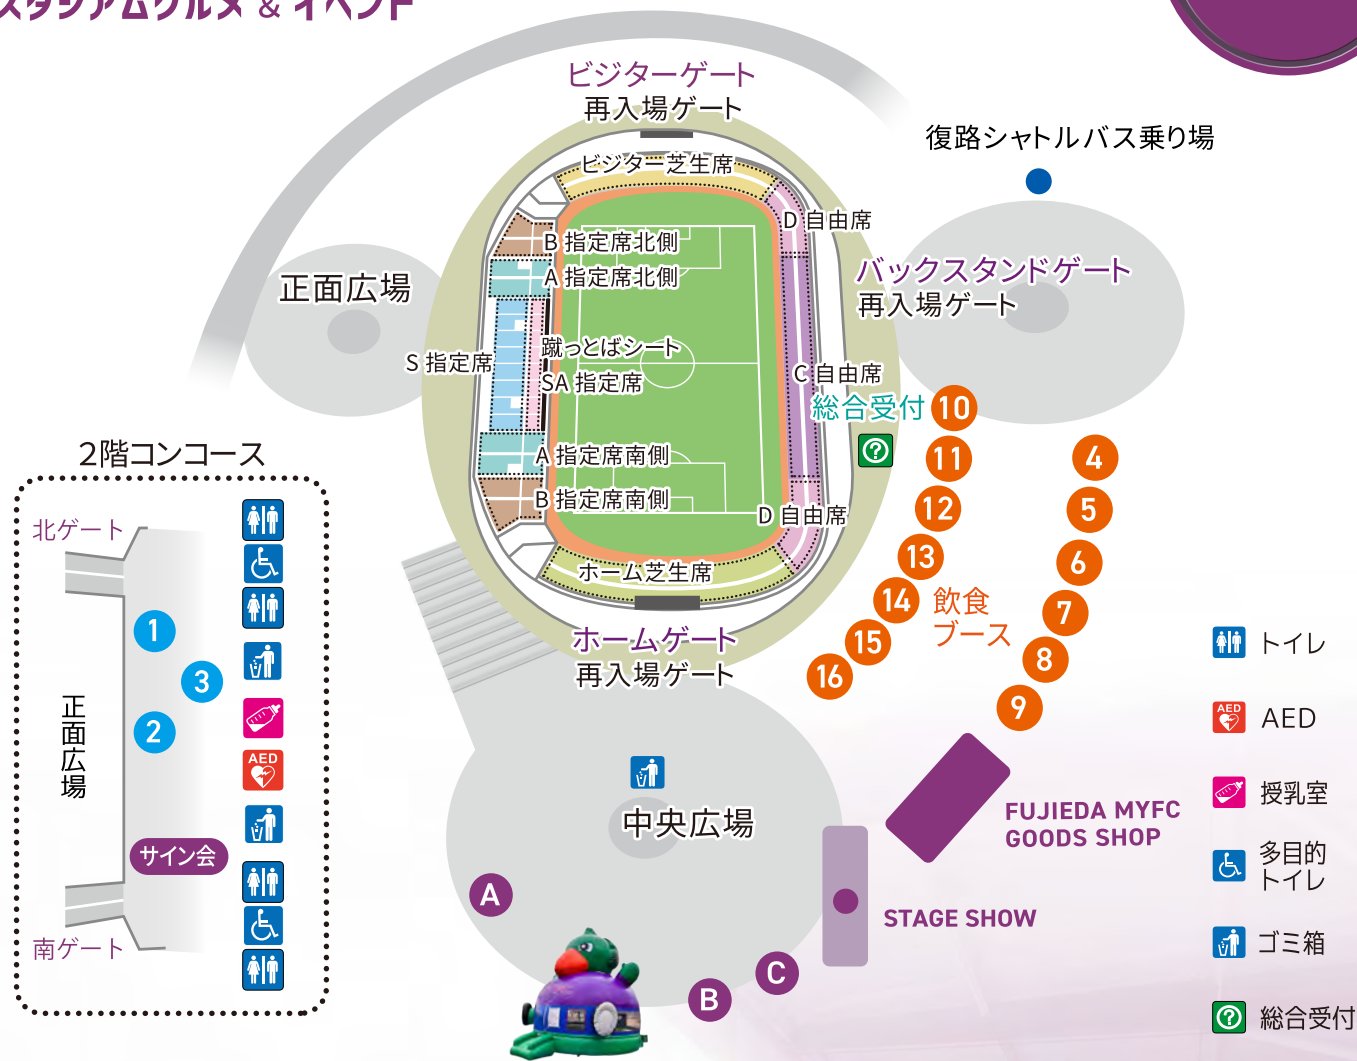 スタジアムグルメ & イベント
ビジターゲート
再入場ゲート
復路シャトルバス乗り場
ビジター芝生席
D 自由席
B 指定席北側
A 指定席北側
バックスタンドゲート
再入場ゲート
正面広場
蹴っとばシート
S 指定席
SA 指定席
C 自由席
総合受付
10
11
12
13
14
15
16
4
5
6
7
8
9
飲食
ブース
A 指定席南側
B 指定席南側
D 自由席
ホーム芝生席
ホームゲート
再入場ゲート
2階コンコース
北ゲート
1
3
2
正面広場
AED
サイン会
南ゲート
中央広場
A
B
C
FUJIEDA MYFC
GOODS SHOP
STAGE SHOW
トイレ
AED
AED
授乳室
多目的
トイレ
ゴミ箱
総合受付